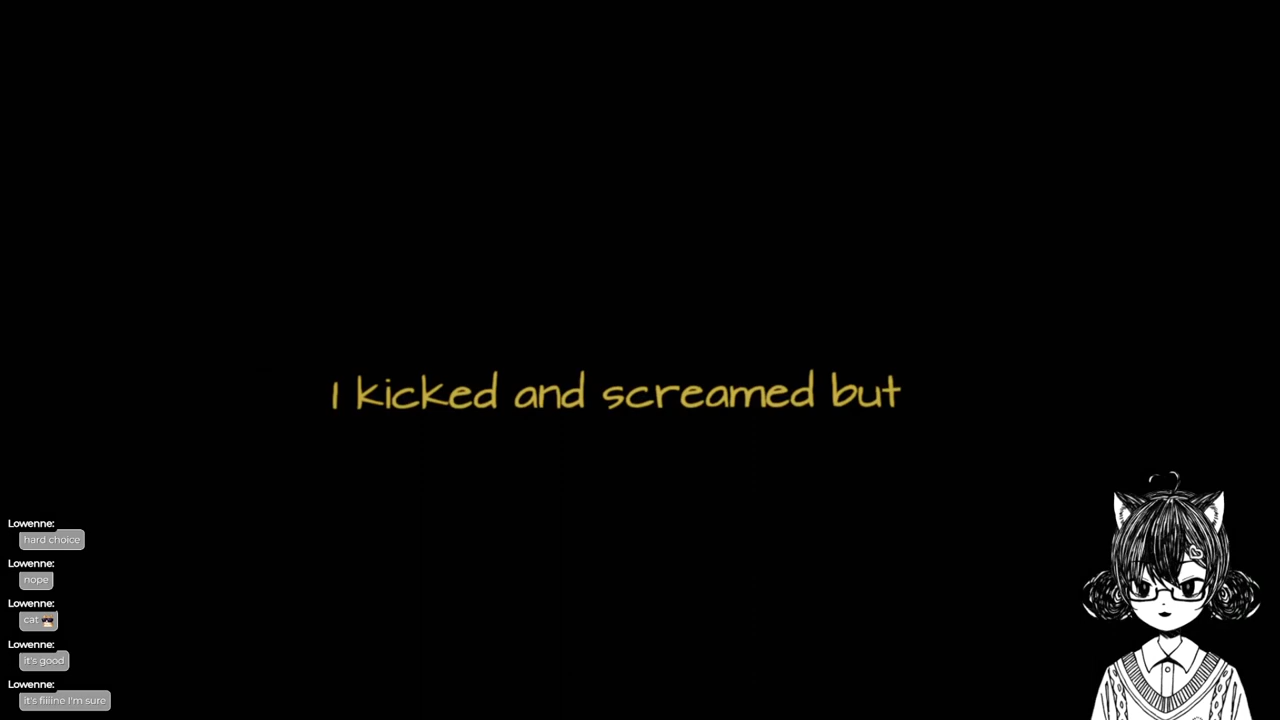 I kicked and screamed but
Lowenne:
hard choice
Lowenne:
nope
Lowenne:
cat
Lowenne:
it's good
Lowenne:
it's fiiiine I'm sure